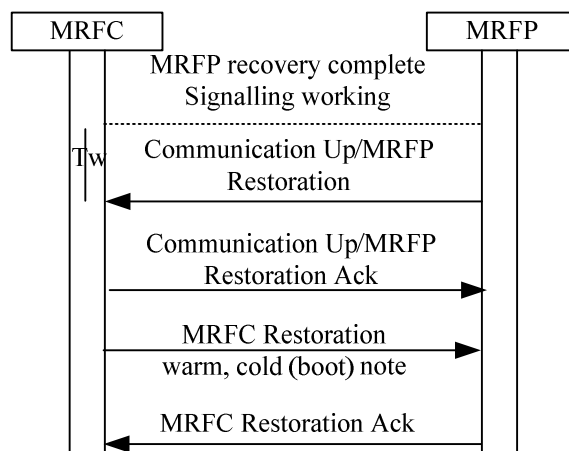 MRFC
MRFP
MRFP recovery complete
Signalling working
Tw
Communication Up/MRFP
Restoration
Communication Up/MRFP
Restoration Ack
MRFC Restoration
warm, cold (boot) note
MRFC Restoration Ack